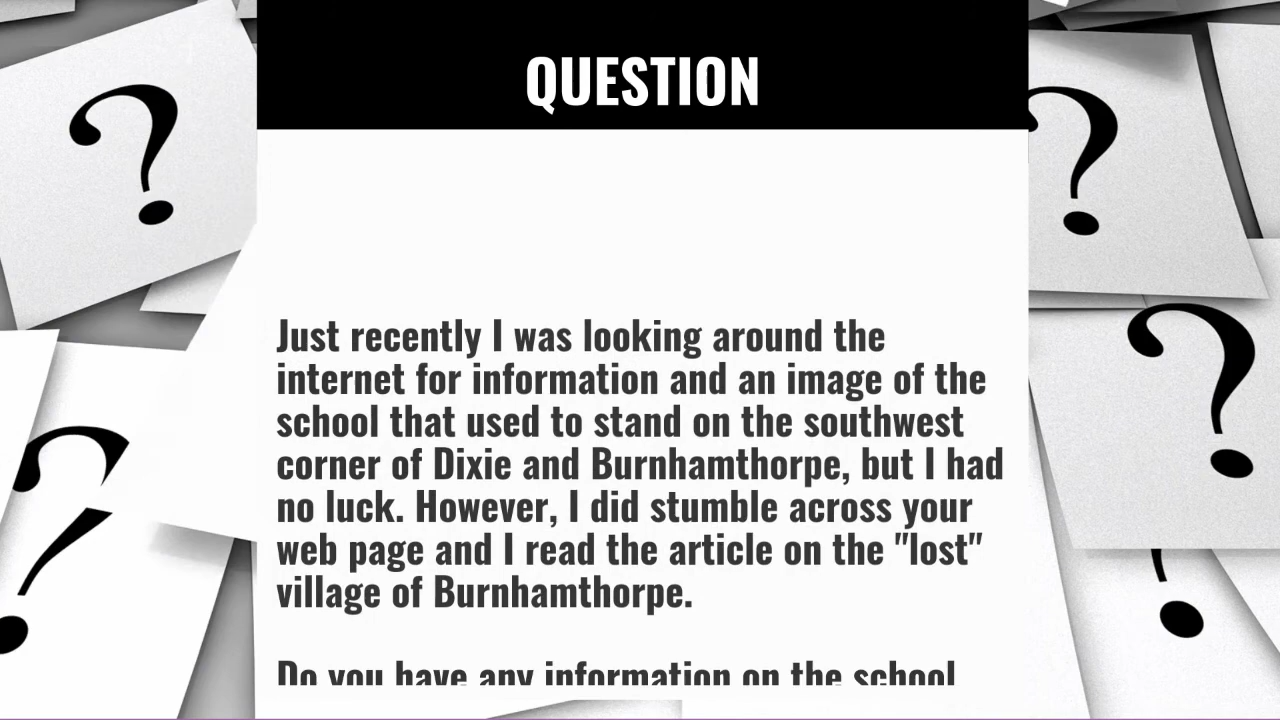 QUESTION
Just recently I was looking around the
internet for information and an image of the
school that used to stand on the southwest
corner of Dixie and Burnhamthorpe, but I had
no luck. However, I did stumble across your
web page and I read the article on the "lost"
village of Burnhamthorpe.
Do you have any information on the school